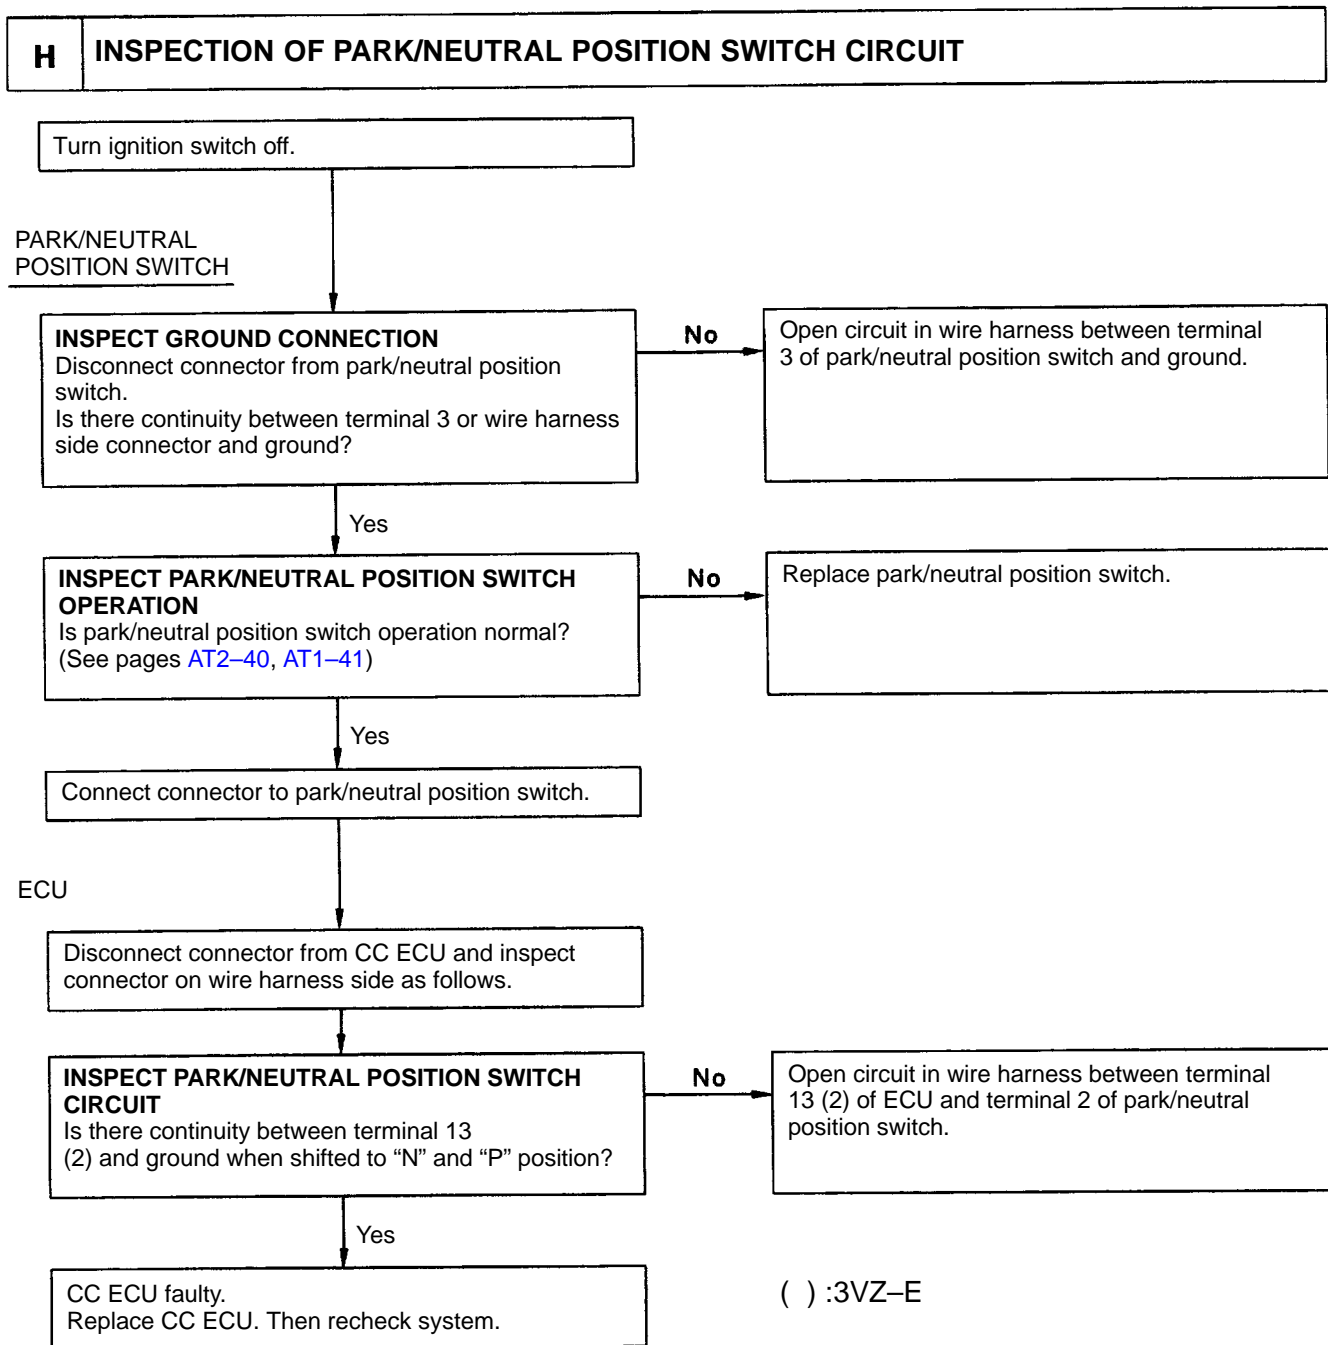 H INSPECTION OF PARK/NEUTRAL POSITION SWITCH CIRCUIT
Turn ignition switch off.
PARK/NEUTRAL
POSITION SWITCH
INSPECT GROUND CONNECTION
Disconnect connector from park/neutral position
switch.
Is there continuity between terminal 3 or wire harness
side connector and ground?
No
Open circuit in wire harness between terminal
3 of park/neutral position switch and ground.
Yes
INSPECT PARK/NEUTRAL POSITION SWITCH
OPERATION
Is park/neutral position switch operation normal?
(See pages AT2–40, AT1–41)
No
Replace park/neutral position switch.
Yes
Connect connector to park/neutral position switch.
ECU
Disconnect connector from CC ECU and inspect
connector on wire harness side as follows.
INSPECT PARK/NEUTRAL POSITION SWITCH
CIRCUIT
Is there continuity between terminal 13
(2) and ground when shifted to “N” and “P” position?
No
Open circuit in wire harness between terminal
13 (2) of ECU and terminal 2 of park/neutral
position switch.
Yes
CC ECU faulty.
Replace CC ECU. Then recheck system.
( ) :3VZ–E